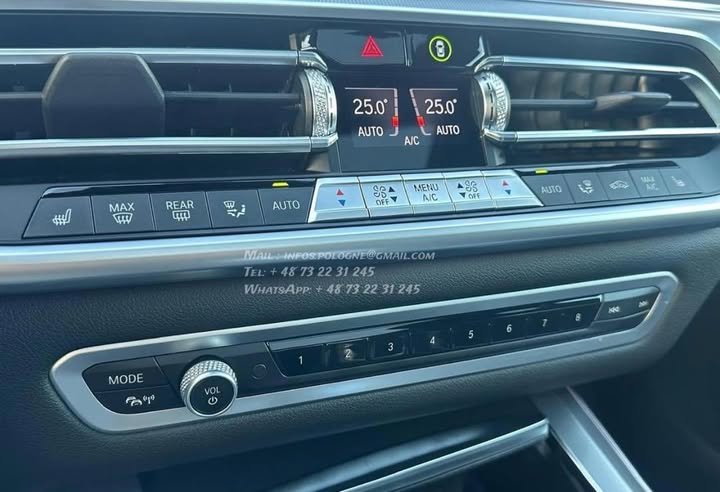 25.0° 25.0°
AUTO AUTO
A/C
MAX REAR AUTO OFF MENU A/C OFF AUTO MAX A/C
Mail : infos.pologne@gmail.com
Tel: + 48 73 22 31 245
WhatsApp: + 48 73 22 31 245
MODE VOL 1 2 3 4 5 6 7 8